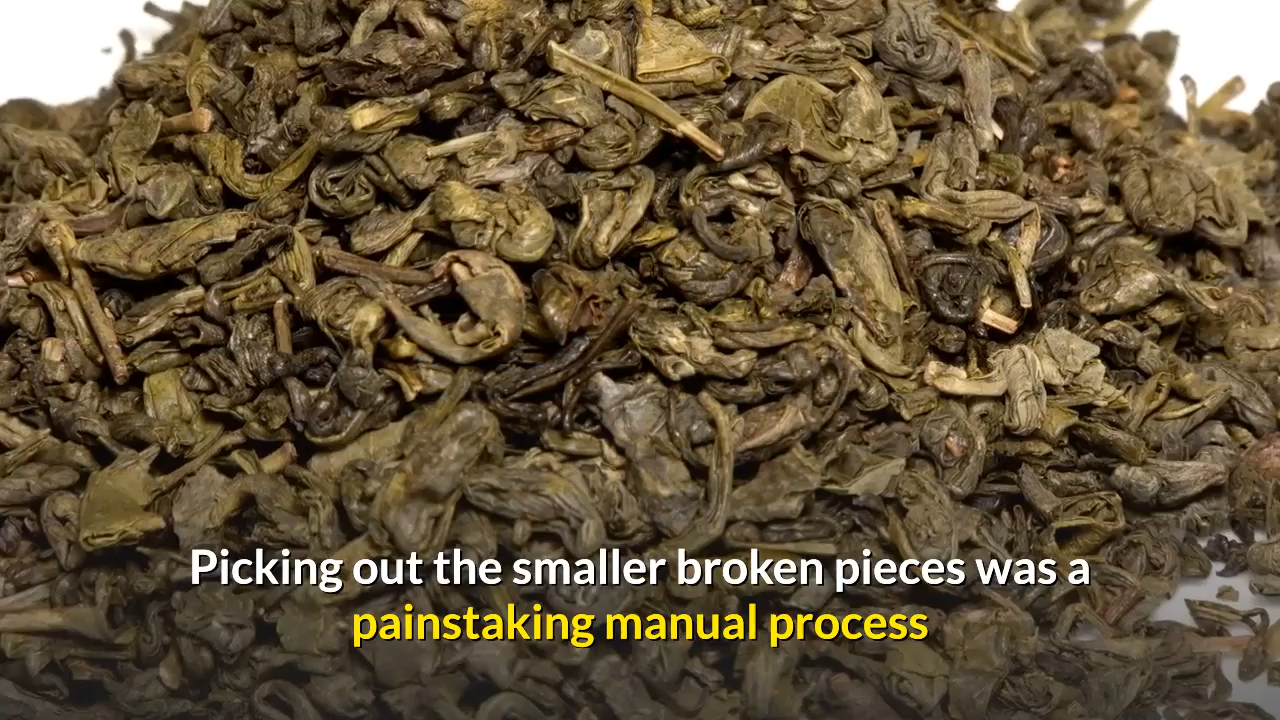 Picking out the smaller broken pieces was a
painstaking manual process